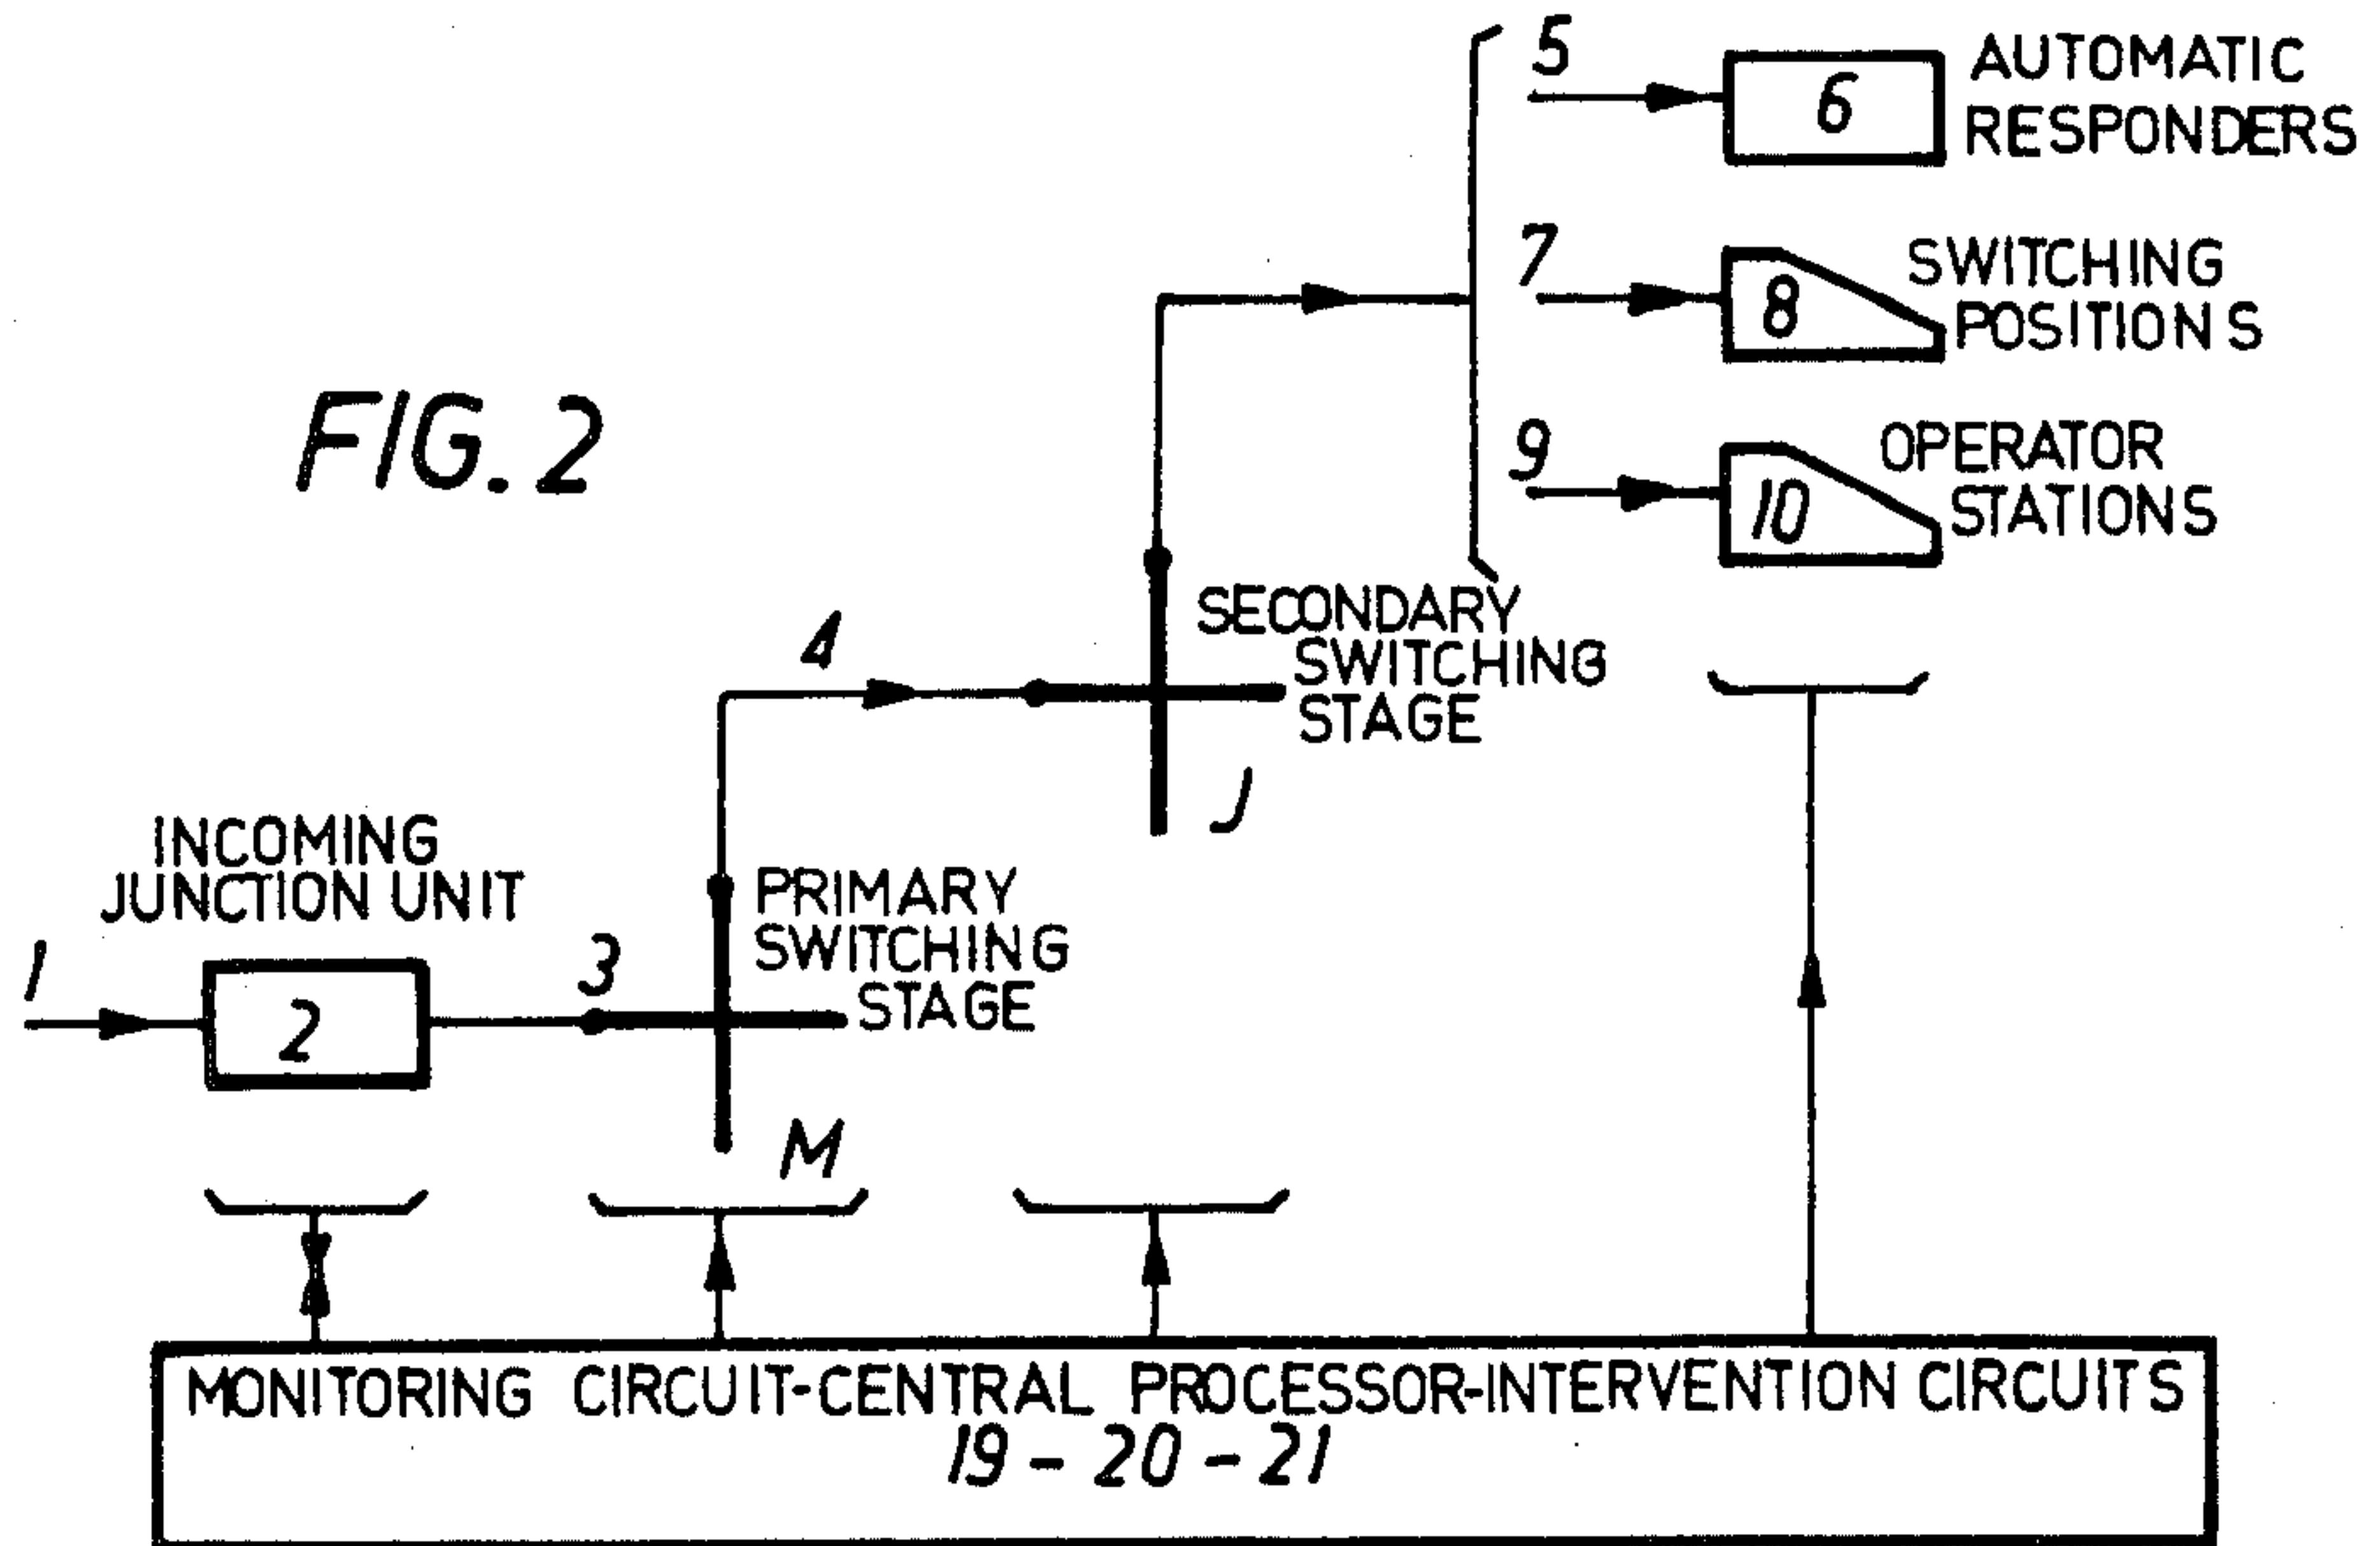 5
AUTOMATIC
6
RESPONDERS
7
SWITCHING
8
POSITIONS
FIG. 2
9
OPERATOR
10
STATIONS
SECONDARY
SWITCHING
STAGE
4
J
INCOMING
JUNCTION UNIT
PRIMARY
SWITCHING
STAGE
1
2
3
M
MONITORING CIRCUIT-CENTRAL PROCESSOR-INTERVENTION CIRCUITS
19 - 20 - 21